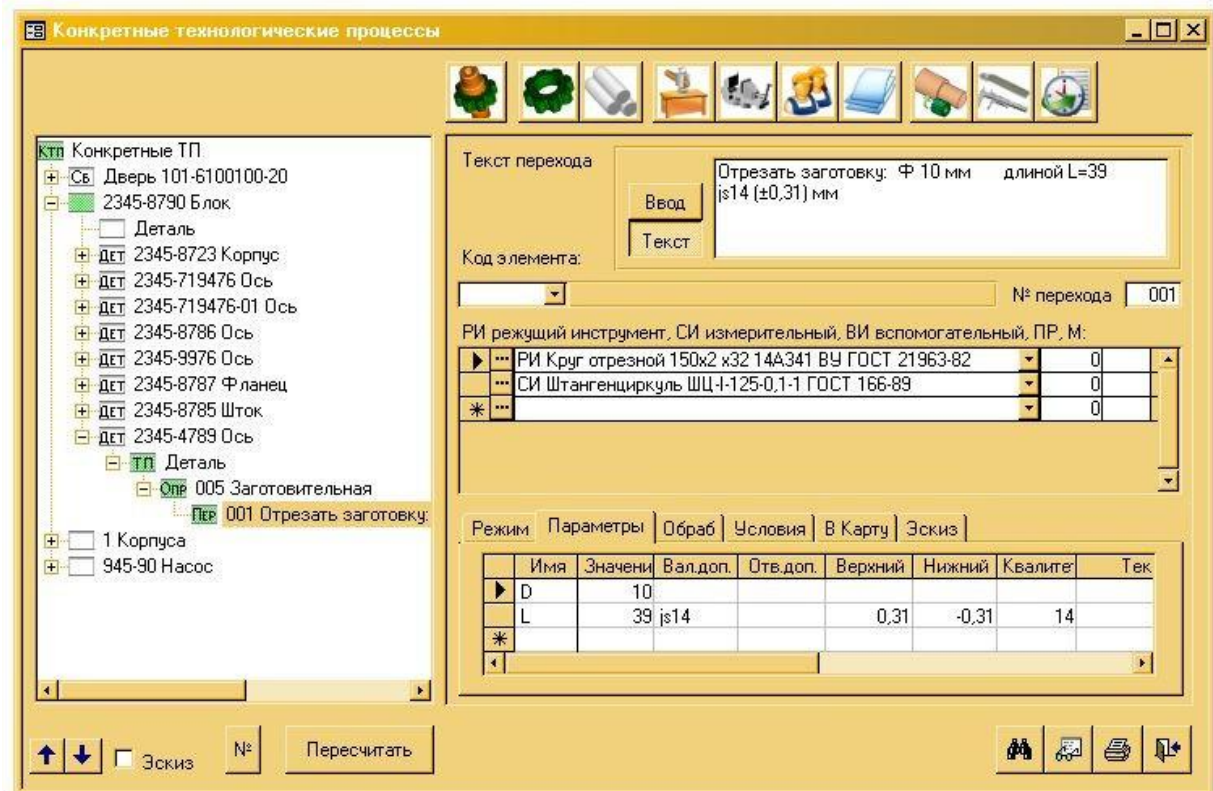 Конкретные технологические процессы
Ктп Конкретные ТП
СБ Дверь 101-6100100-20
2345-8790 Блок
Деталь
ДЕТ 2345-8723 Корпус
ДЕТ 2345-719476 Ось
ДЕТ 2345-719476-01 Ось
ДЕТ 2345-8786 Ось
ДЕТ 2345-9976 Ось
ДЕТ 2345-8787 Фланец
ДЕТ 2345-8785 Шток
ДЕТ 2345-4789 Ось
ТП Деталь
Опр 005 Заготовительная
Пер 001 Отрезать заготовку:
1 Корпуса
945-90 Насос
Эскиз
№
Пересчитать
Текст перехода
Ввод
Текст
Отрезать заготовку: Ф 10 мм длиной L=39
js14 (±0,31) мм
Код элемента:
№ перехода 001
РИ режущий инструмент, СИ измерительный, ВИ вспомогательный, ПР, М:
РИ Круг отрезной 150х2 х32 14А341 ВУ ГОСТ 21963-82 0
СИ Штангенциркуль ШЦ-I-125-0,1-1 ГОСТ 166-89 0
0
Режим Параметры Обраб Условия В Карту Эскиз
Имя Значени Вал.доп. Отв.доп. Верхний Нижний Квалитет Тек
D 10
L 39 js14 0,31 -0,31 14